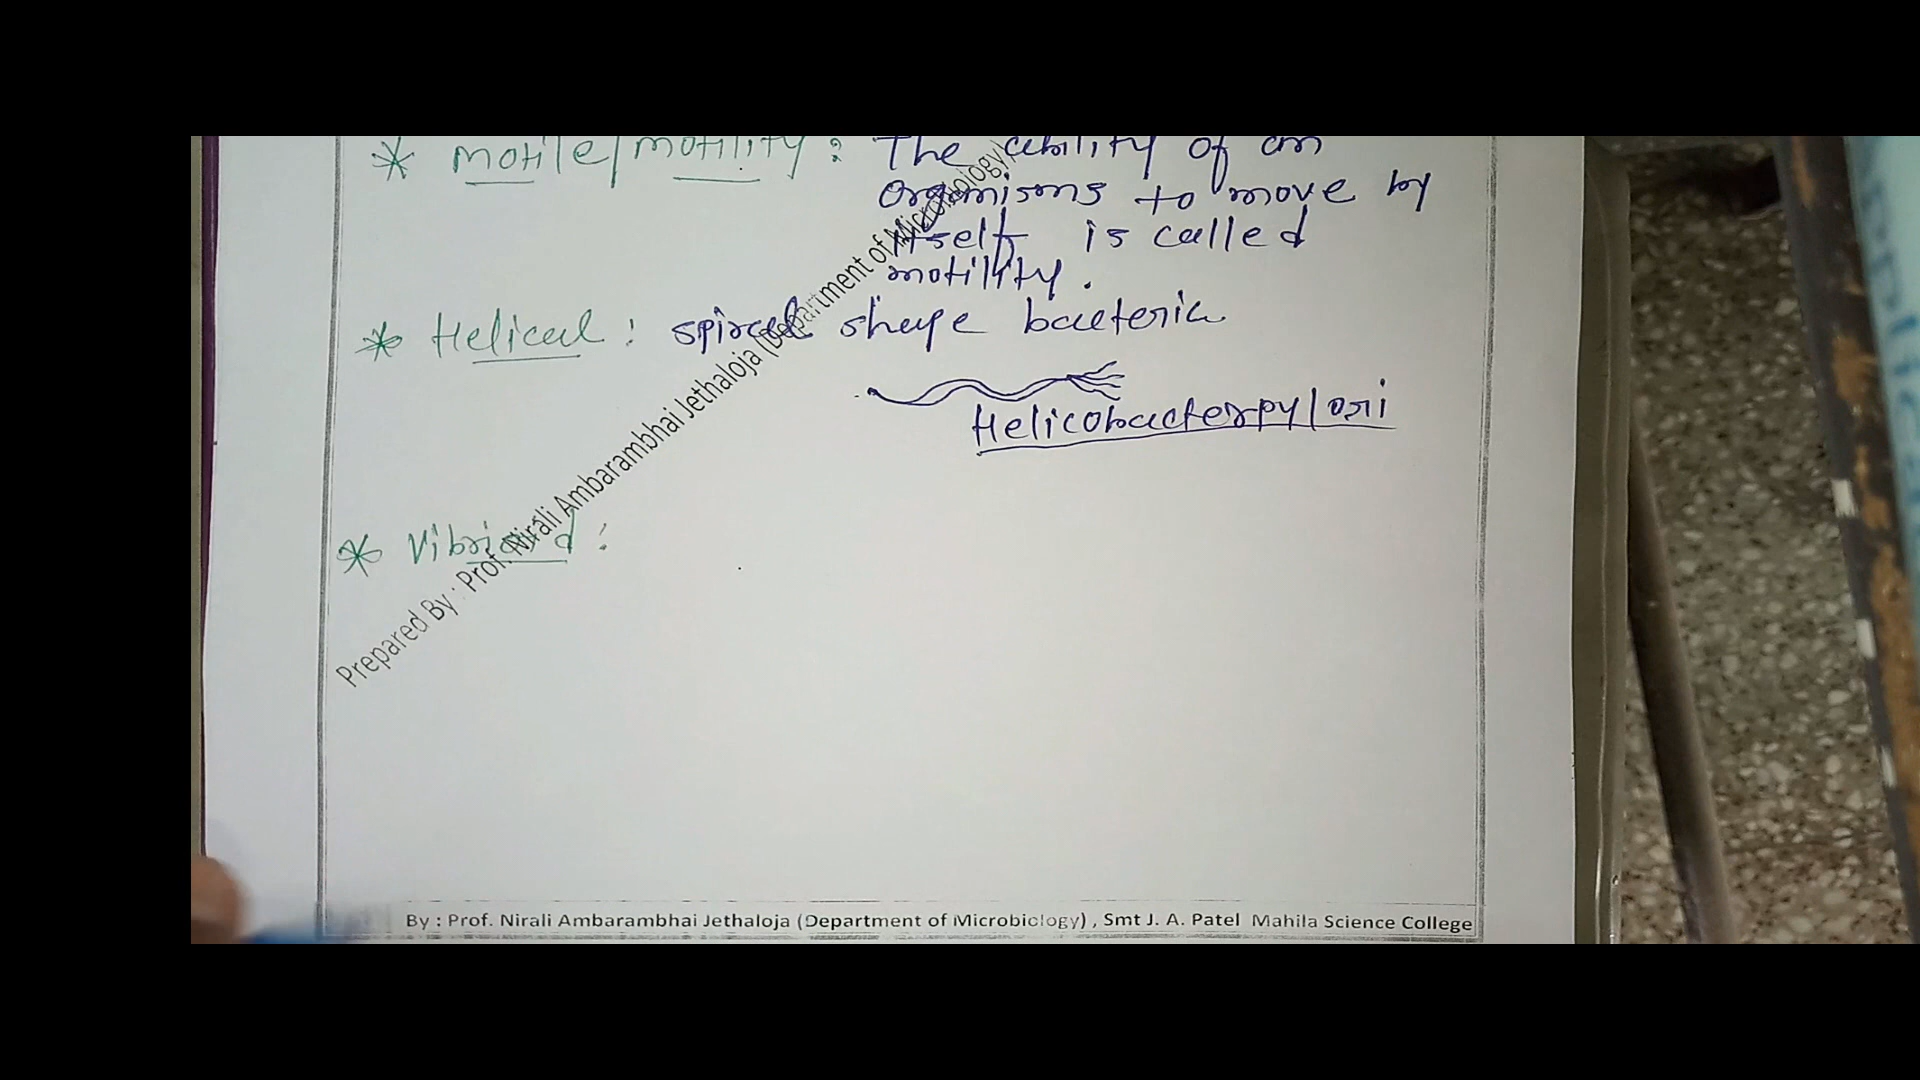 * Motile/motility : The ability of an
organisms to move by
itself is called
motility.
* Helical : spiral shape bacteria
Helicobacterpylori
* Vibrioid :
Prepared By : Prof. Nirali Ambarambhai Jethaloja (Department of Microbiology)
By : Prof. Nirali Ambarambhai Jethaloja (Department of Microbiology) , Smt J. A. Patel Mahila Science College